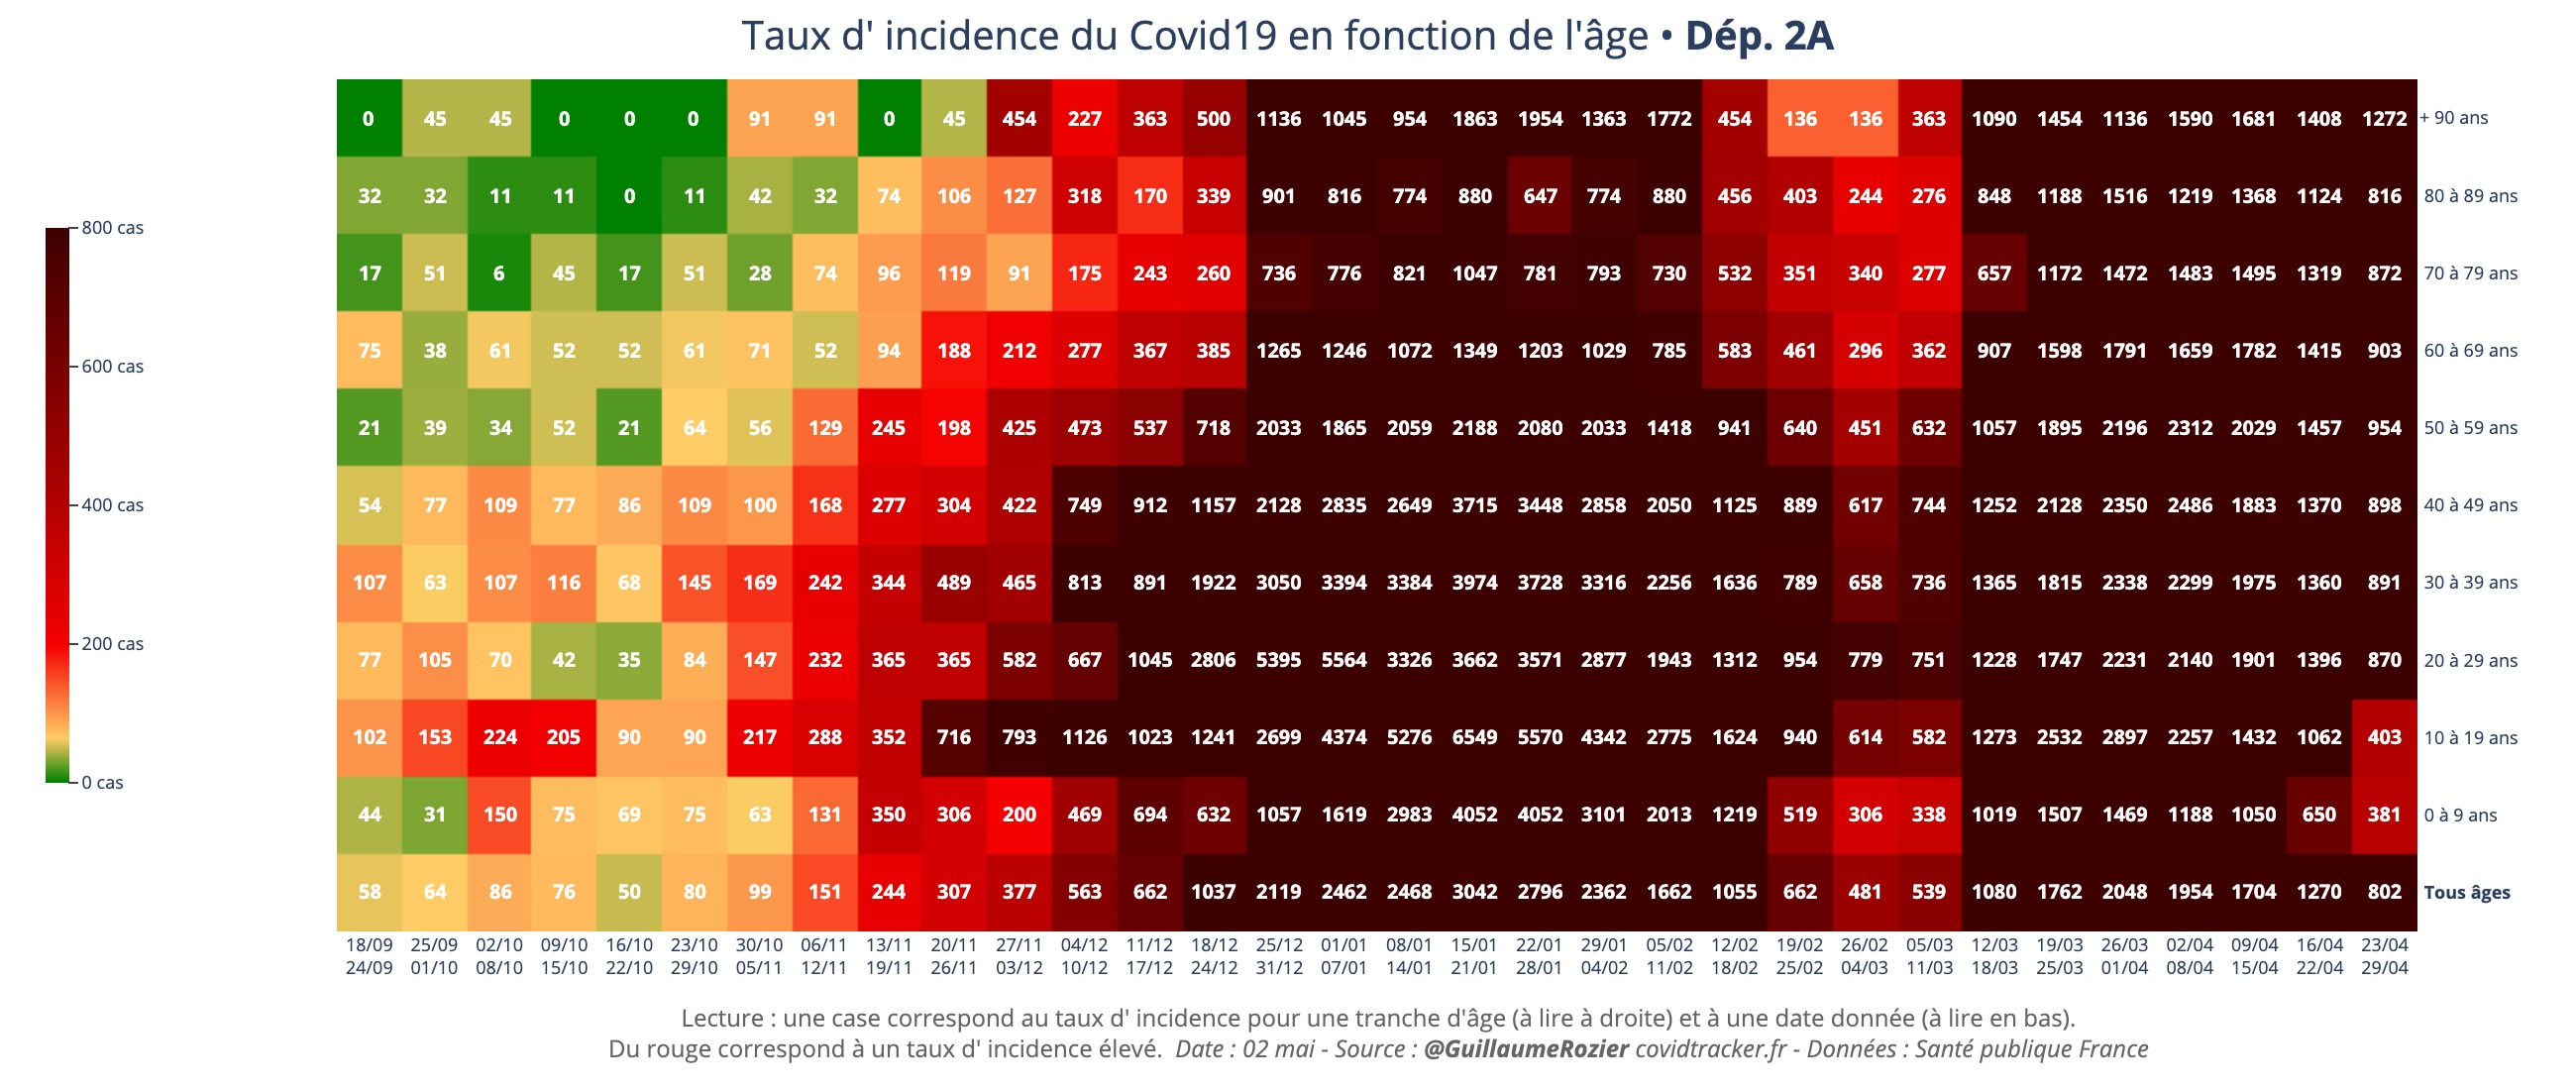 Taux d' incidence du Covid19 en fonction de l'âge • Dép. 2A
800 cas
600 cas
400 cas
200 cas
0 cas
0 45 45 0 0 0 91 91 0 45 454 227 363 500 1136 1045 954 1863 1954 1363 1772 454 136 136 363 1090 1454 1136 1590 1681 1408 1272 + 90 ans
32 32 11 11 0 11 42 32 74 106 127 318 170 339 901 816 774 880 647 774 880 456 403 244 276 848 1188 1516 1219 1368 1124 816 80 à 89 ans
17 51 6 45 17 51 28 74 96 119 91 175 243 260 736 776 821 1047 781 793 730 532 351 340 277 657 1172 1472 1483 1495 1319 872 70 à 79 ans
75 38 61 52 52 61 71 52 94 188 212 277 367 385 1265 1246 1072 1349 1203 1029 785 583 461 296 362 907 1598 1791 1659 1782 1415 903 60 à 69 ans
21 39 34 52 21 64 56 129 245 198 425 473 537 718 2033 1865 2059 2188 2080 2033 1418 941 640 451 632 1057 1895 2196 2312 2029 1457 954 50 à 59 ans
54 77 109 77 86 109 100 168 277 304 422 749 912 1157 2128 2835 2649 3715 3448 2858 2050 1125 889 617 744 1252 2128 2350 2486 1883 1370 898 40 à 49 ans
107 63 107 116 68 145 169 242 344 489 465 813 891 1922 3050 3394 3384 3974 3728 3316 2256 1636 789 658 736 1365 1815 2338 2299 1975 1360 891 30 à 39 ans
77 105 70 42 35 84 147 232 365 365 582 667 1045 2806 5395 5564 3326 3662 3571 2877 1943 1312 954 779 751 1228 1747 2231 2140 1901 1396 870 20 à 29 ans
102 153 224 205 90 90 217 288 352 716 793 1126 1023 1241 2699 4374 5276 6549 5570 4342 2775 1624 940 614 582 1273 2532 2897 2257 1432 1062 403 10 à 19 ans
44 31 150 75 69 75 63 131 350 306 200 469 694 632 1057 1619 2983 4052 4052 3101 2013 1219 519 306 338 1019 1507 1469 1188 1050 650 381 0 à 9 ans
58 64 86 76 50 80 99 151 244 307 377 563 662 1037 2119 2462 2468 3042 2796 2362 1662 1055 662 481 539 1080 1762 2048 1954 1704 1270 802 Tous âges
18/09 25/09 02/10 09/10 16/10 23/10 30/10 06/11 13/11 20/11 27/11 04/12 11/12 18/12 25/12 01/01 08/01 15/01 22/01 29/01 05/02 12/02 19/02 26/02 05/03 12/03 19/03 26/03 02/04 09/04 16/04 23/04
24/09 01/10 08/10 15/10 22/10 29/10 05/11 12/11 19/11 26/11 03/12 10/12 17/12 24/12 31/12 07/01 14/01 21/01 28/01 04/02 11/02 18/02 25/02 04/03 11/03 18/03 25/03 01/04 08/04 15/04 22/04 29/04
Lecture : une case correspond au taux d' incidence pour une tranche d'âge (à lire à droite) et à une date donnée (à lire en bas).
Du rouge correspond à un taux d' incidence élevé. Date : 02 mai - Source : @GuillaumeRozier covidtracker.fr - Données : Santé publique France